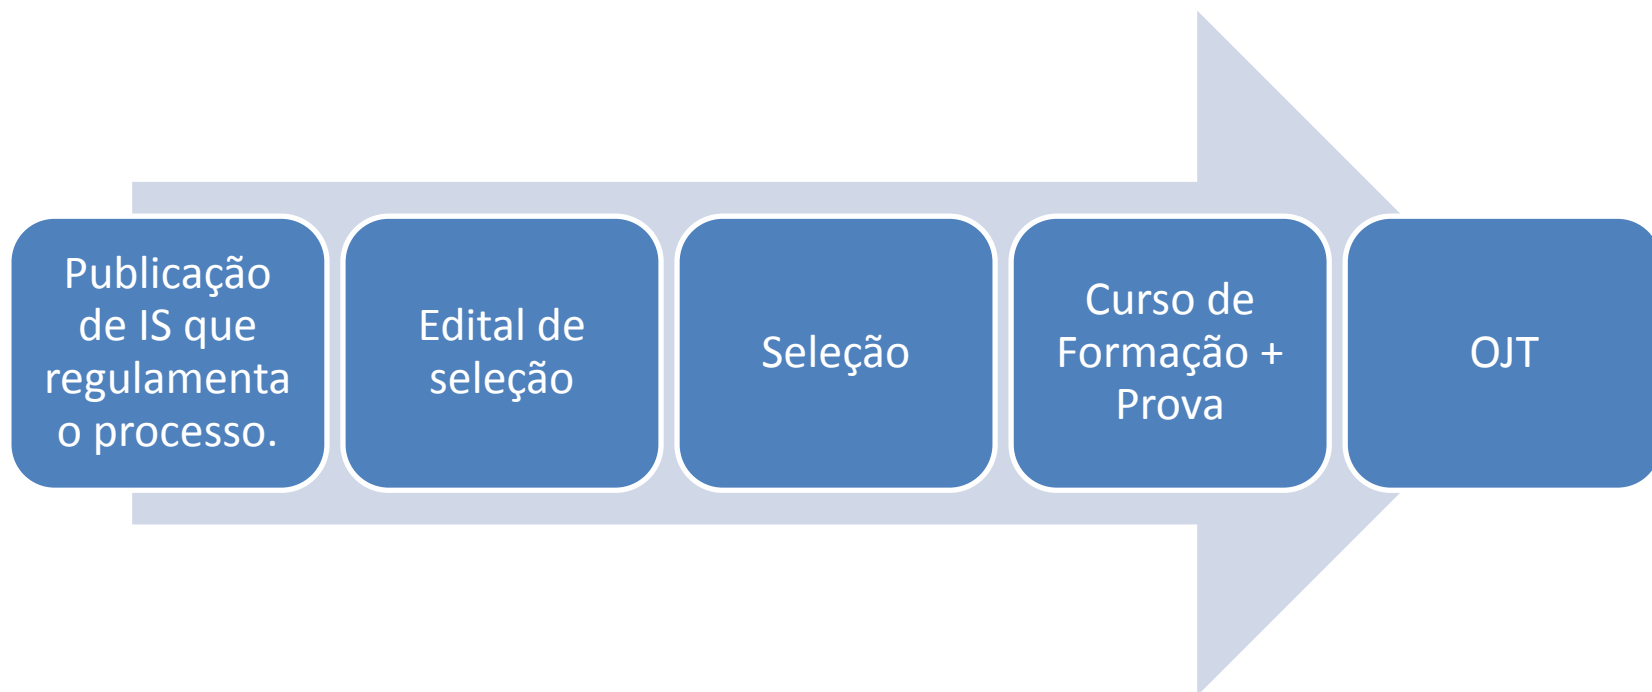 Publicação
de IS que
regulamenta
o processo.
Edital de
seleção
Seleção
Curso de
Formação +
Prova
OJT